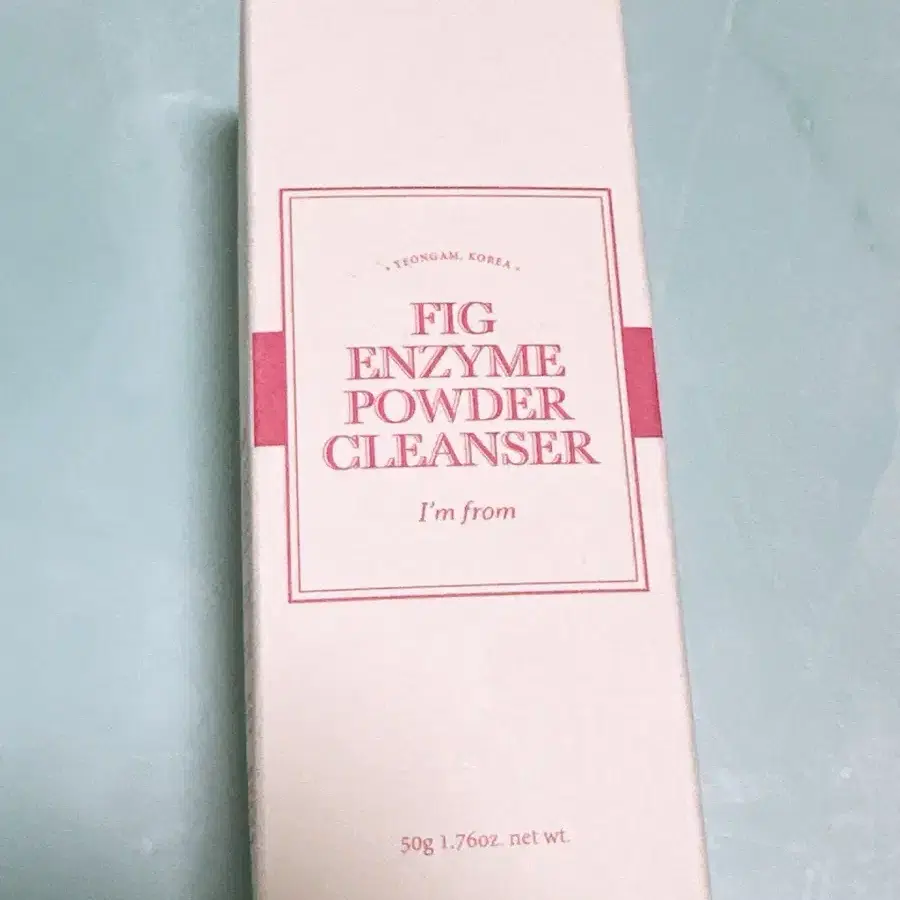 • YEONGAM, KOREA •
FIG
ENZYME
POWDER
CLEANSER
I'm from
50g 1.76oz. net wt.